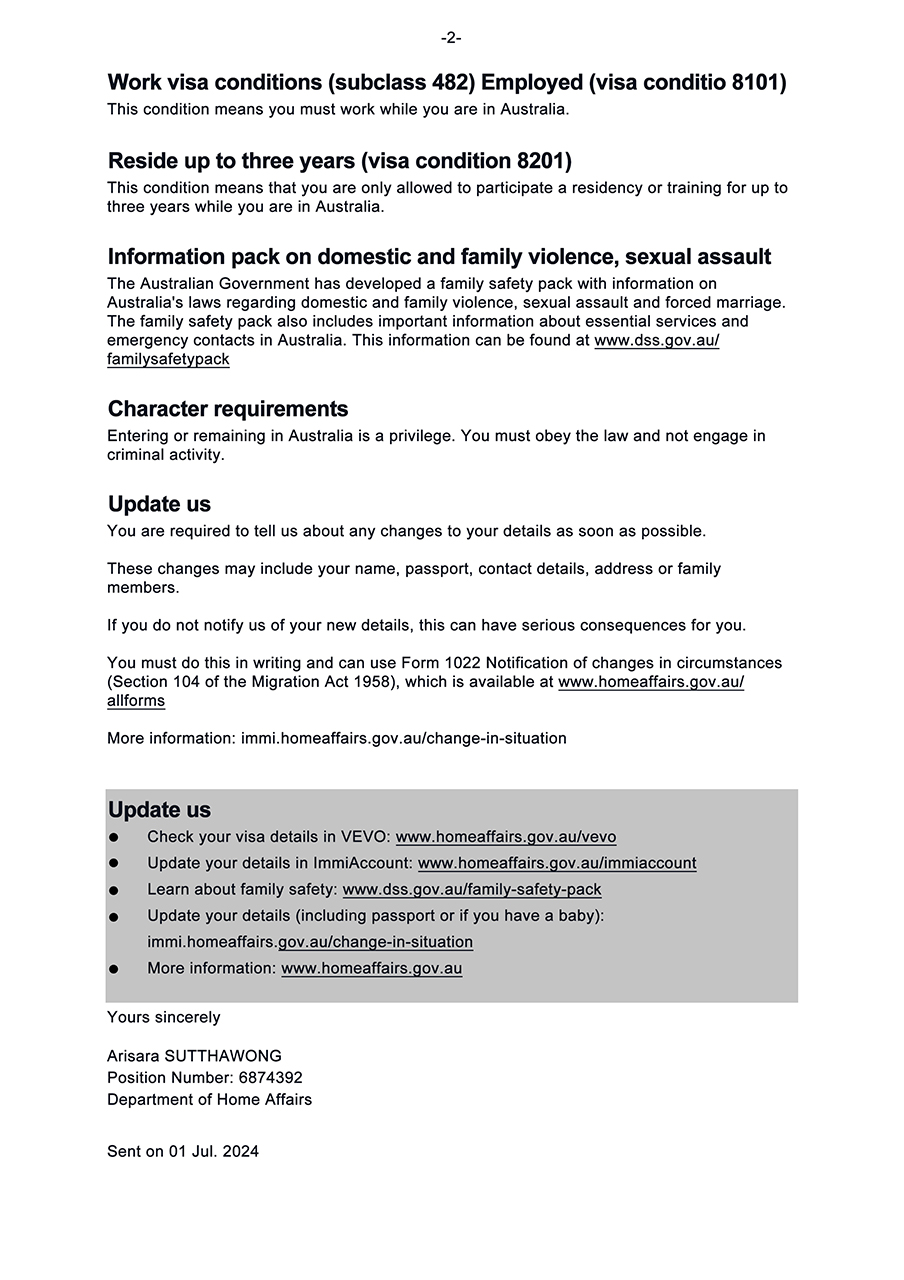 -2-
Work visa conditions (subclass 482) Employed (visa conditio 8101)
This condition means you must work while you are in Australia.
Reside up to three years (visa condition 8201)
This condition means that you are only allowed to participate a residency or training for up to
three years while you are in Australia.
Information pack on domestic and family violence, sexual assault
The Australian Government has developed a family safety pack with information on
Australia's laws regarding domestic and family violence, sexual assault and forced marriage.
The family safety pack also includes important information about essential services and
emergency contacts in Australia. This information can be found at www.dss.gov.au/
familysafetypack
Character requirements
Entering or remaining in Australia is a privilege. You must obey the law and not engage in
criminal activity.
Update us
You are required to tell us about any changes to your details as soon as possible.
These changes may include your name, passport, contact details, address or family
members.
If you do not notify us of your new details, this can have serious consequences for you.
You must do this in writing and can use Form 1022 Notification of changes in circumstances
(Section 104 of the Migration Act 1958), which is available at www.homeaffairs.gov.au/
allforms
More information: immi.homeaffairs.gov.au/change-in-situation
Update us
● Check your visa details in VEVO: www.homeaffairs.gov.au/vevo
● Update your details in ImmiAccount: www.homeaffairs.gov.au/immiaccount
● Learn about family safety: www.dss.gov.au/family-safety-pack
● Update your details (including passport or if you have a baby):
immi.homeaffairs.gov.au/change-in-situation
● More information: www.homeaffairs.gov.au
Yours sincerely
Arisara SUTTHAWONG
Position Number: 6874392
Department of Home Affairs
Sent on 01 Jul. 2024